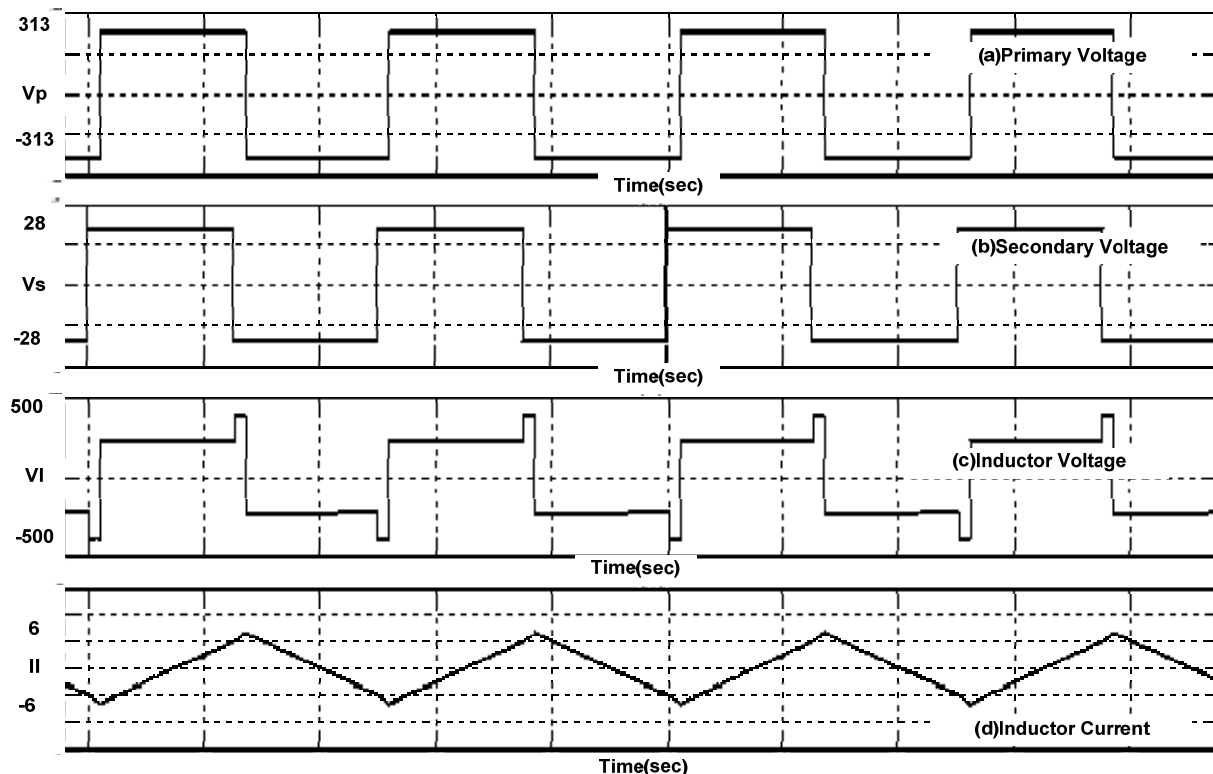 313
(a)Primary Voltage
Vp
-313
Time(sec)
28
(b)Secondary Voltage
Vs
-28
Time(sec)
500
(c)Inductor Voltage
Vl
-500
Time(sec)
6
Il
-6
(d)Inductor Current
Time(sec)